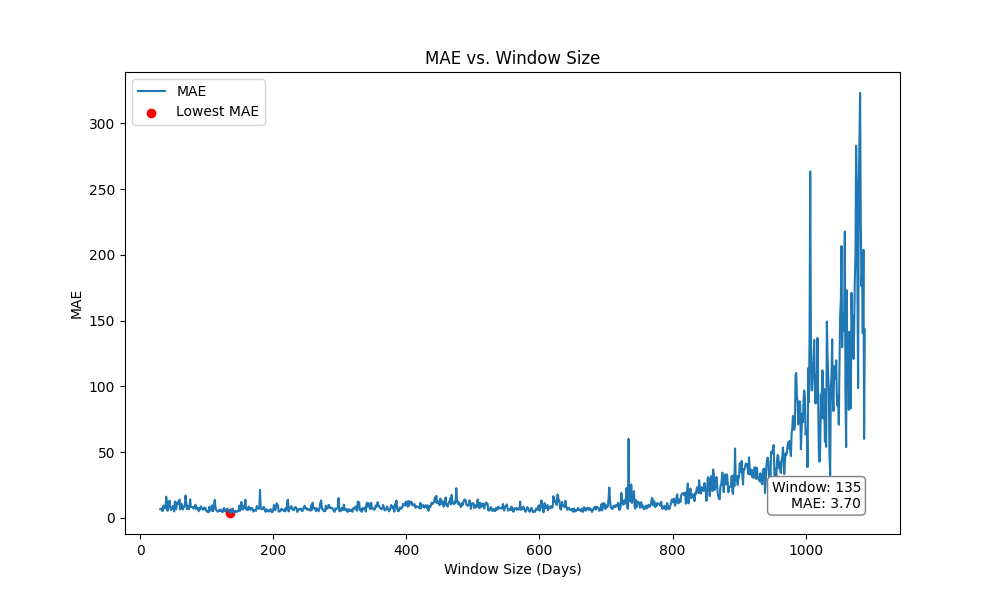 MAE vs. Window Size
MAE
Lowest MAE
300
250
200
150
100
50
0
MAE
Window: 135
MAE: 3.70
0
200
400
600
800
1000
Window Size (Days)